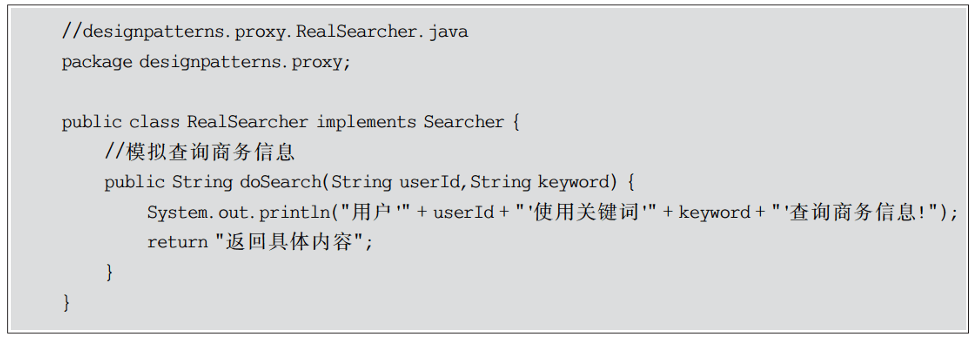 //designpatterns.proxy.RealSearcher.java
package designpatterns.proxy;
public class RealSearcher implements Searcher {
//模拟查询商务信息
public String doSearch(String userId,String keyword) {
System.out.println("用户'" + userId + "'使用关键词'" + keyword + "'查询商务信息!");
return "返回具体内容";
}
}